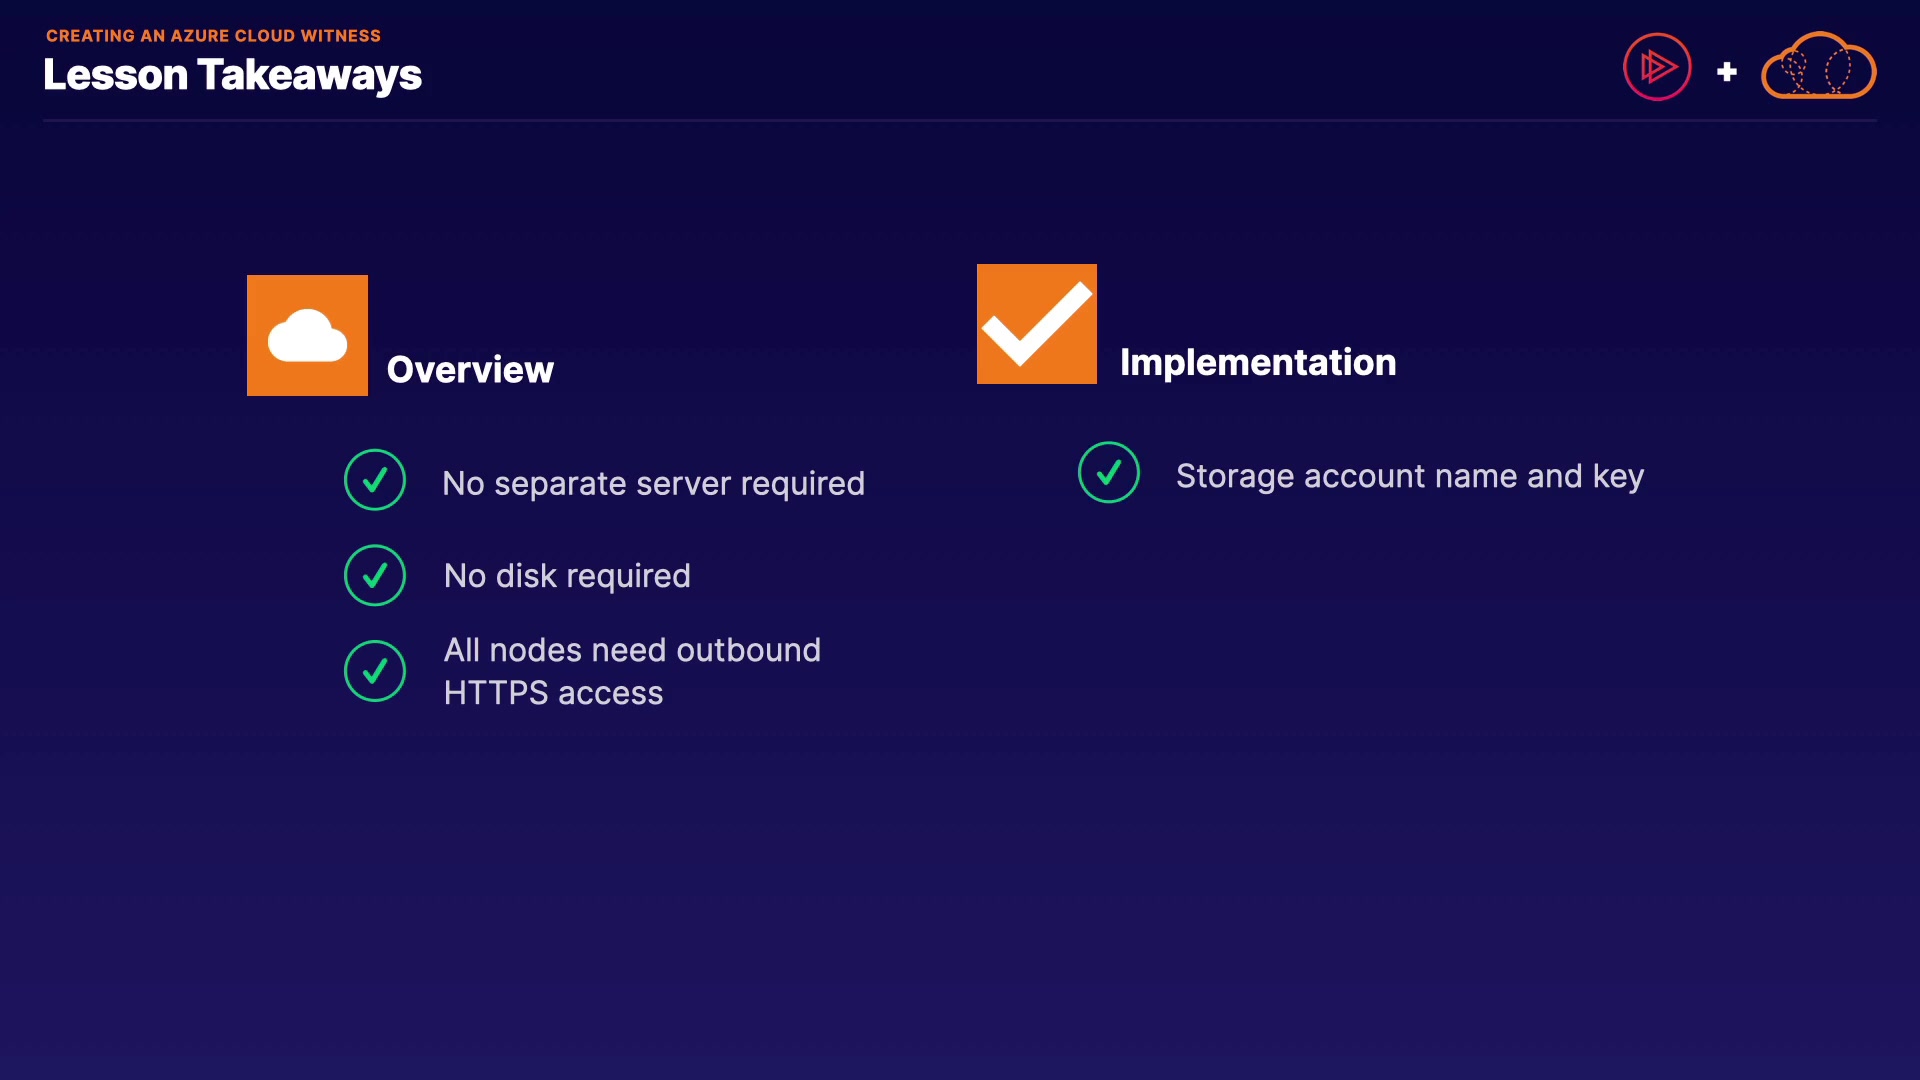 CREATING AN AZURE CLOUD WITNESS
Lesson Takeaways
Overview
No separate server required
No disk required
All nodes need outbound
HTTPS access
Implementation
Storage account name and key